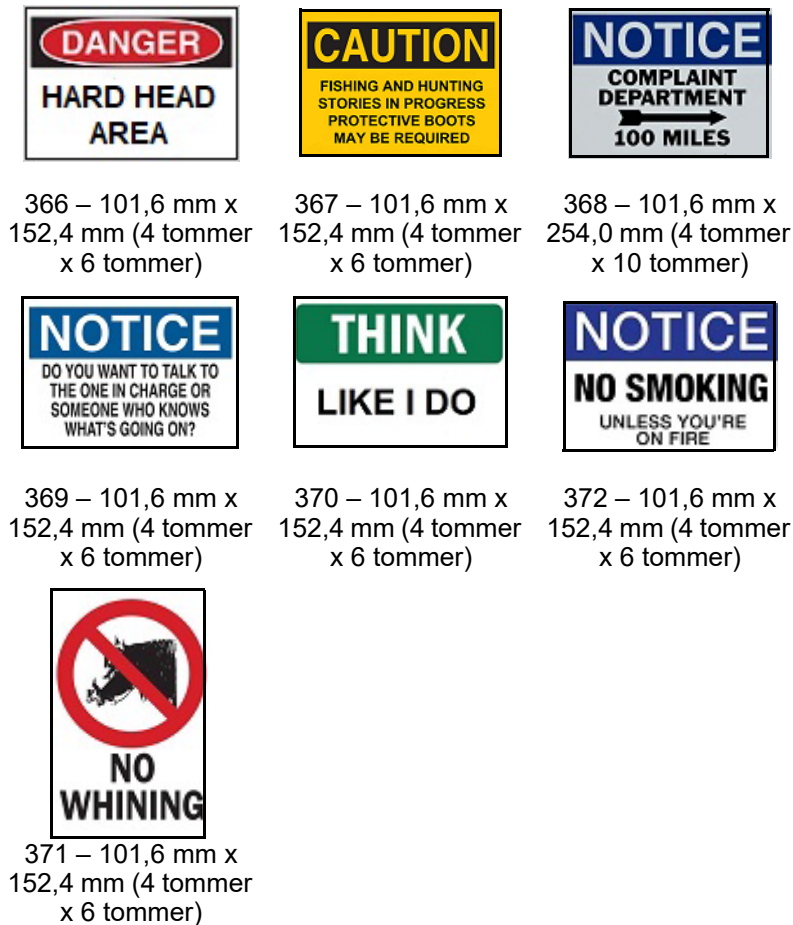 DANGER
HARD HEAD
AREA
366 – 101,6 mm x
152,4 mm (4 tommer
x 6 tommer)
CAUTION
FISHING AND HUNTING
STORIES IN PROGRESS
PROTECTIVE BOOTS
MAY BE REQUIRED
367 – 101,6 mm x
152,4 mm (4 tommer
x 6 tommer)
NOTICE
COMPLAINT
DEPARTMENT
100 MILES
368 – 101,6 mm x
254,0 mm (4 tommer
x 10 tommer)
NOTICE
DO YOU WANT TO TALK TO
THE ONE IN CHARGE OR
SOMEONE WHO KNOWS
WHAT'S GOING ON?
369 – 101,6 mm x
152,4 mm (4 tommer
x 6 tommer)
THINK
LIKE I DO
370 – 101,6 mm x
152,4 mm (4 tommer
x 6 tommer)
NOTICE
NO SMOKING
UNLESS YOU'RE
ON FIRE
372 – 101,6 mm x
152,4 mm (4 tommer
x 6 tommer)
NO
WHINING
371 – 101,6 mm x
152,4 mm (4 tommer
x 6 tommer)